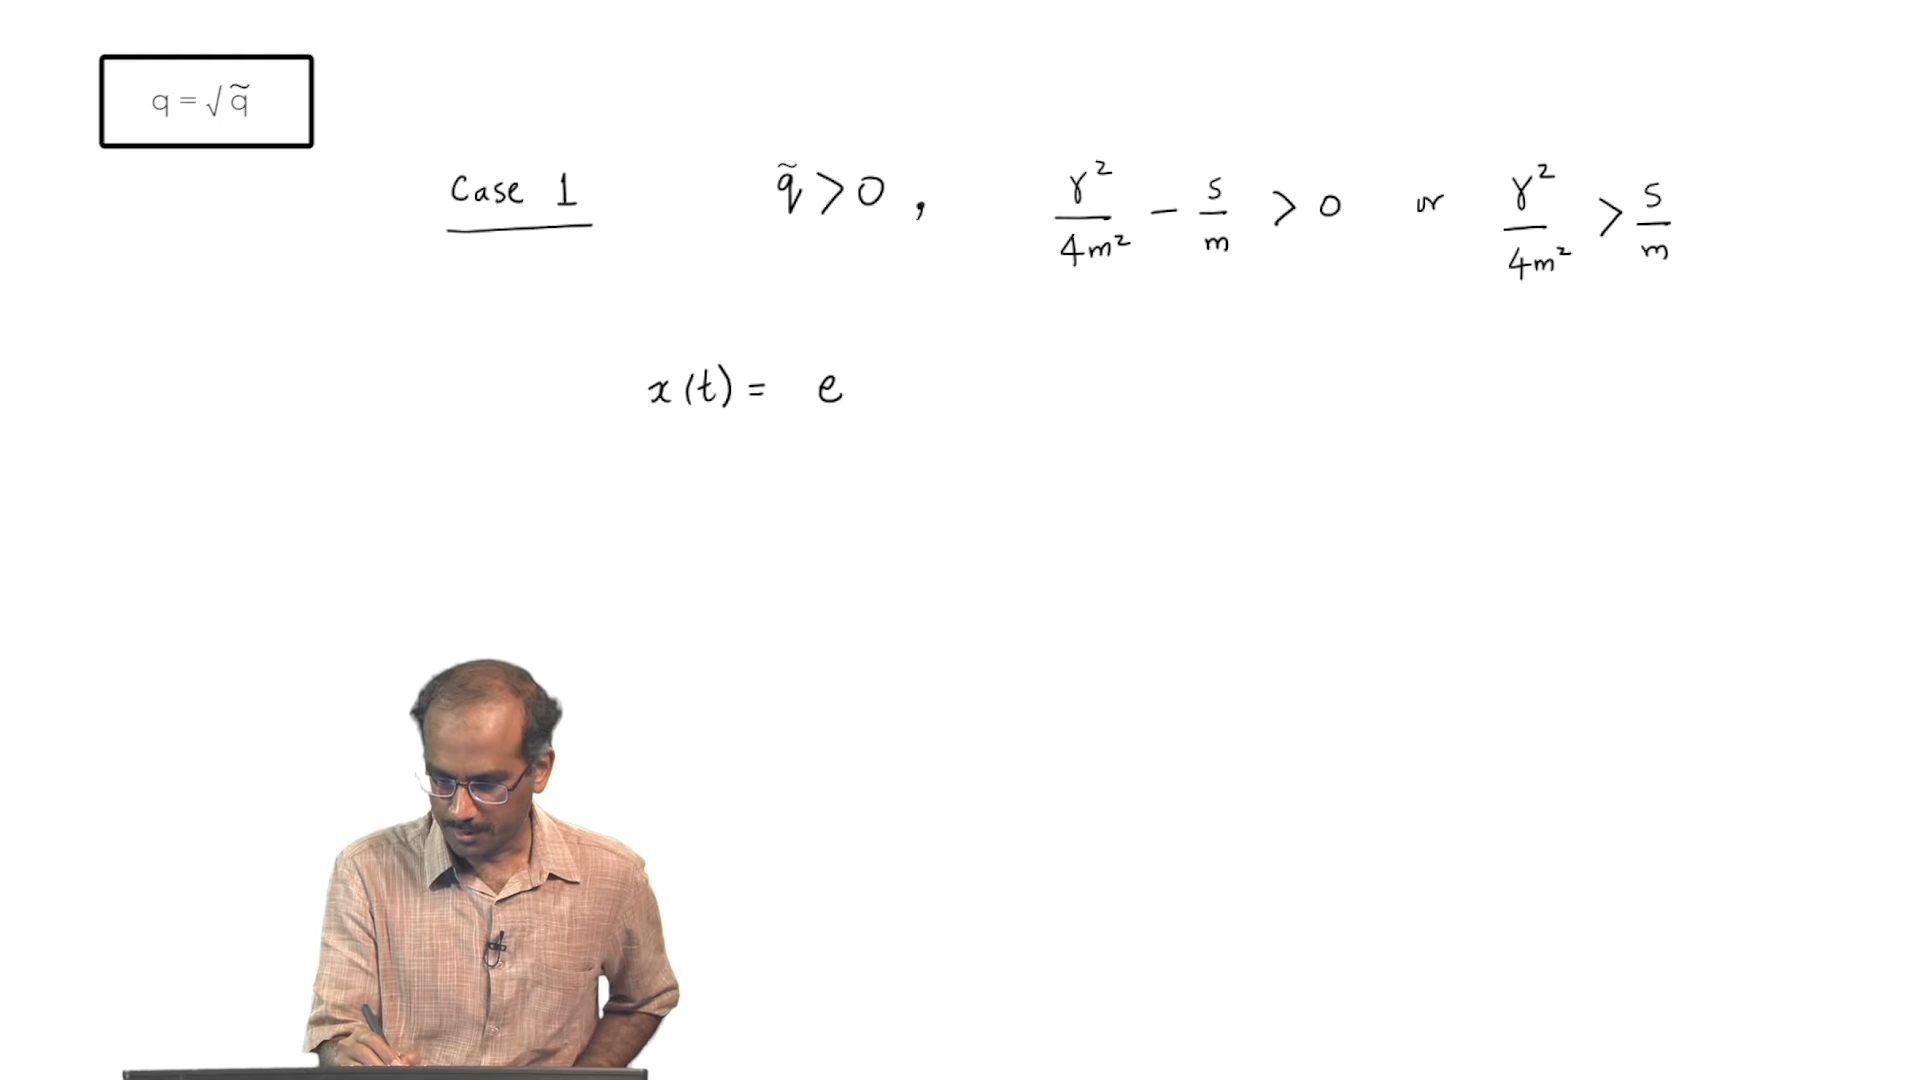 q = √q̃
Case 1 q̃ > 0 , γ²/4m² − s/m > 0 or γ²/4m² > s/m
x(t) = e